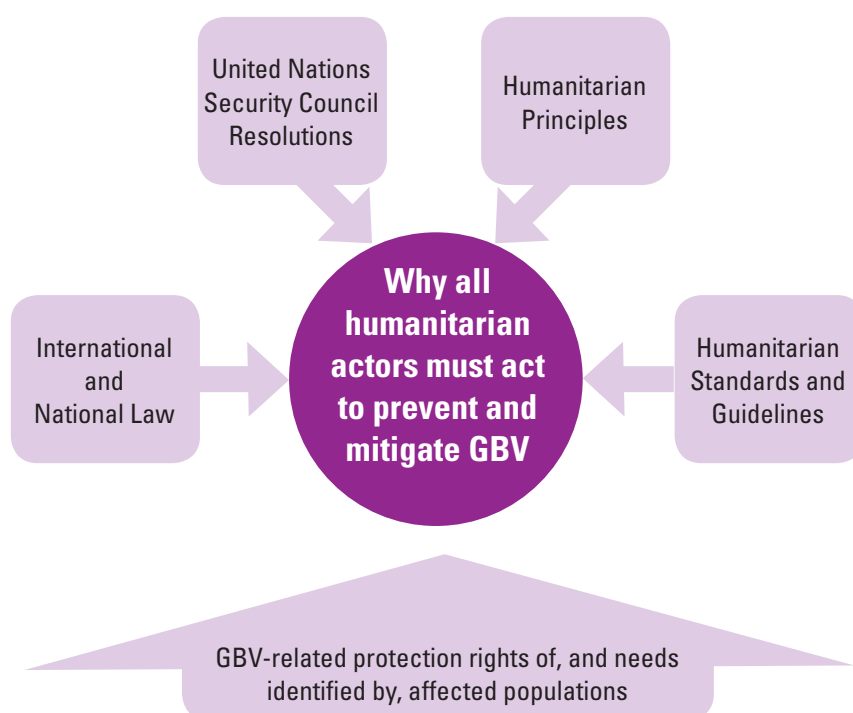 United Nations
Security Council
Resolutions
Humanitarian
Principles
International
and
National Law
Why all
humanitarian
actors must act
to prevent and
mitigate GBV
Humanitarian
Standards and
Guidelines
GBV-related protection rights of, and needs
identified by, affected populations